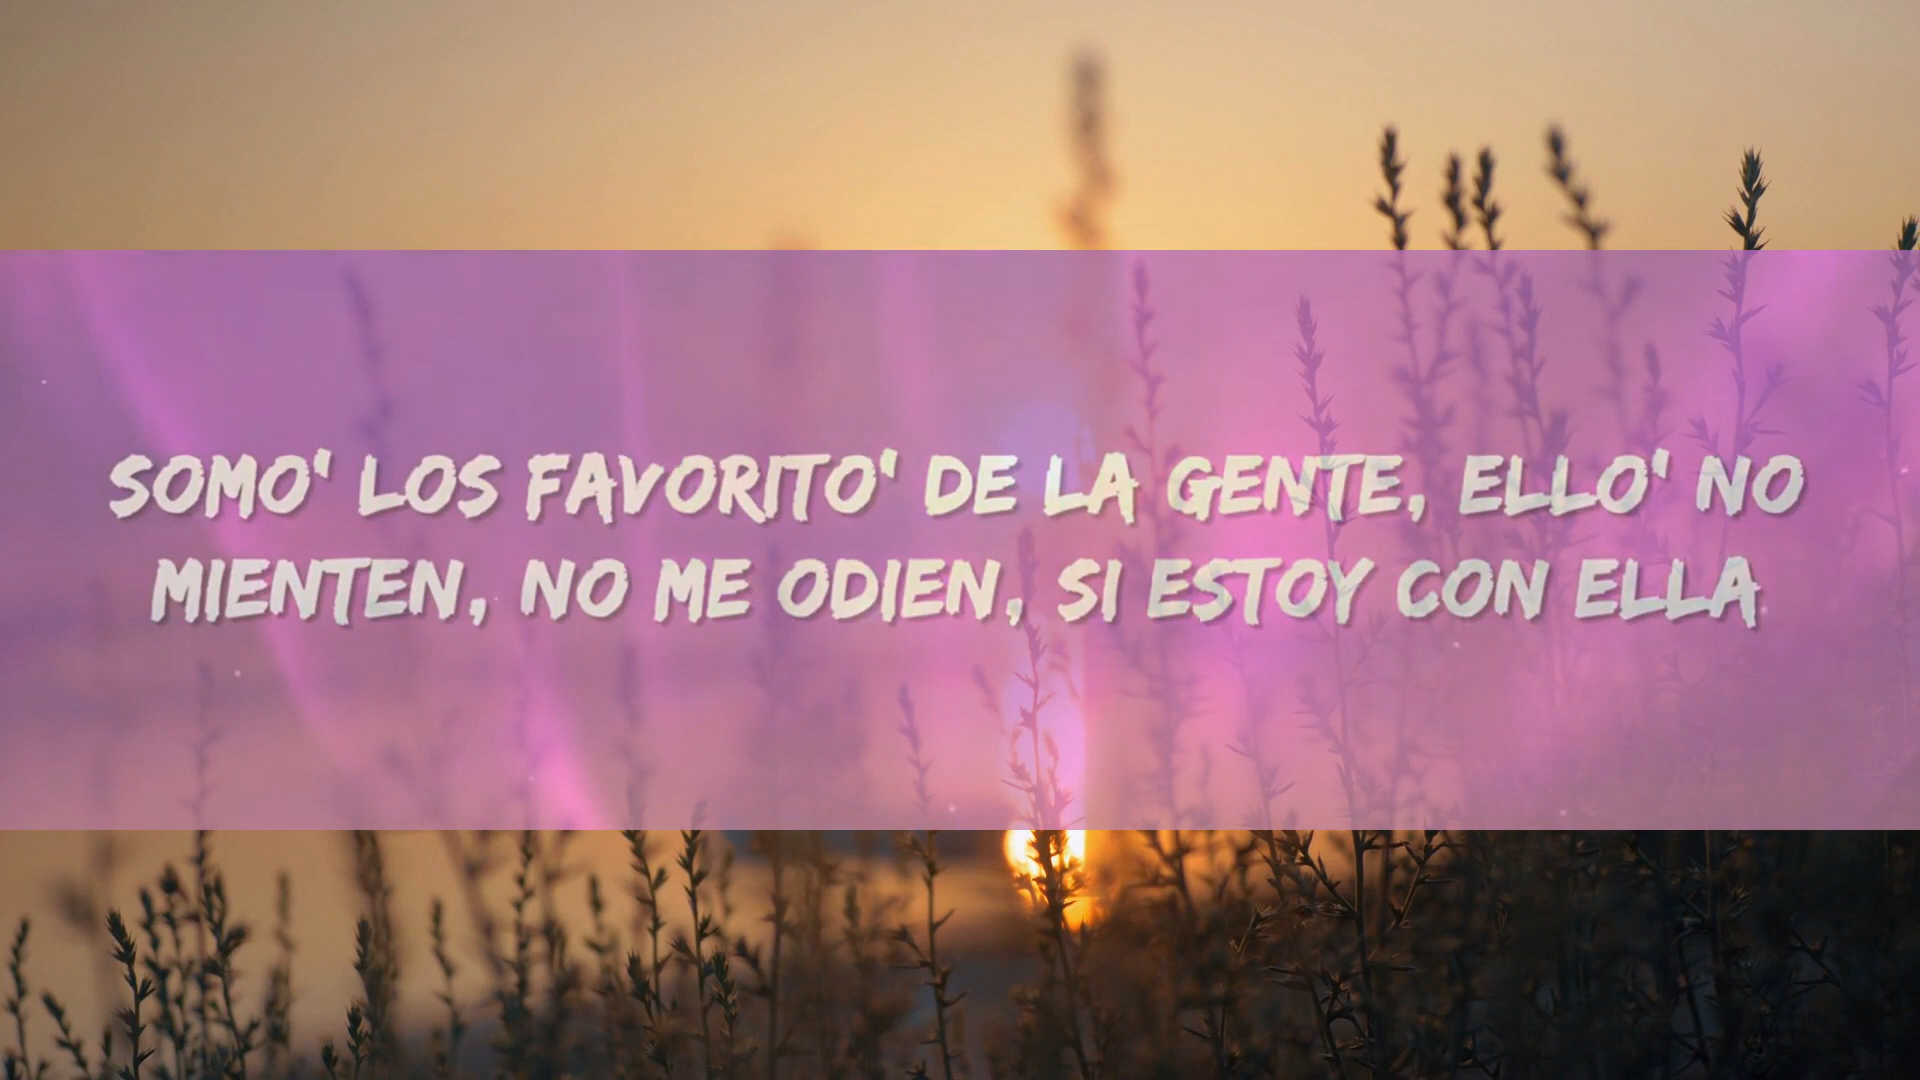 SOMO' LOS FAVORITO' DE LA GENTE, ELLO' NO
MIENTEN, NO ME ODIEN, SI ESTOY CON ELLA